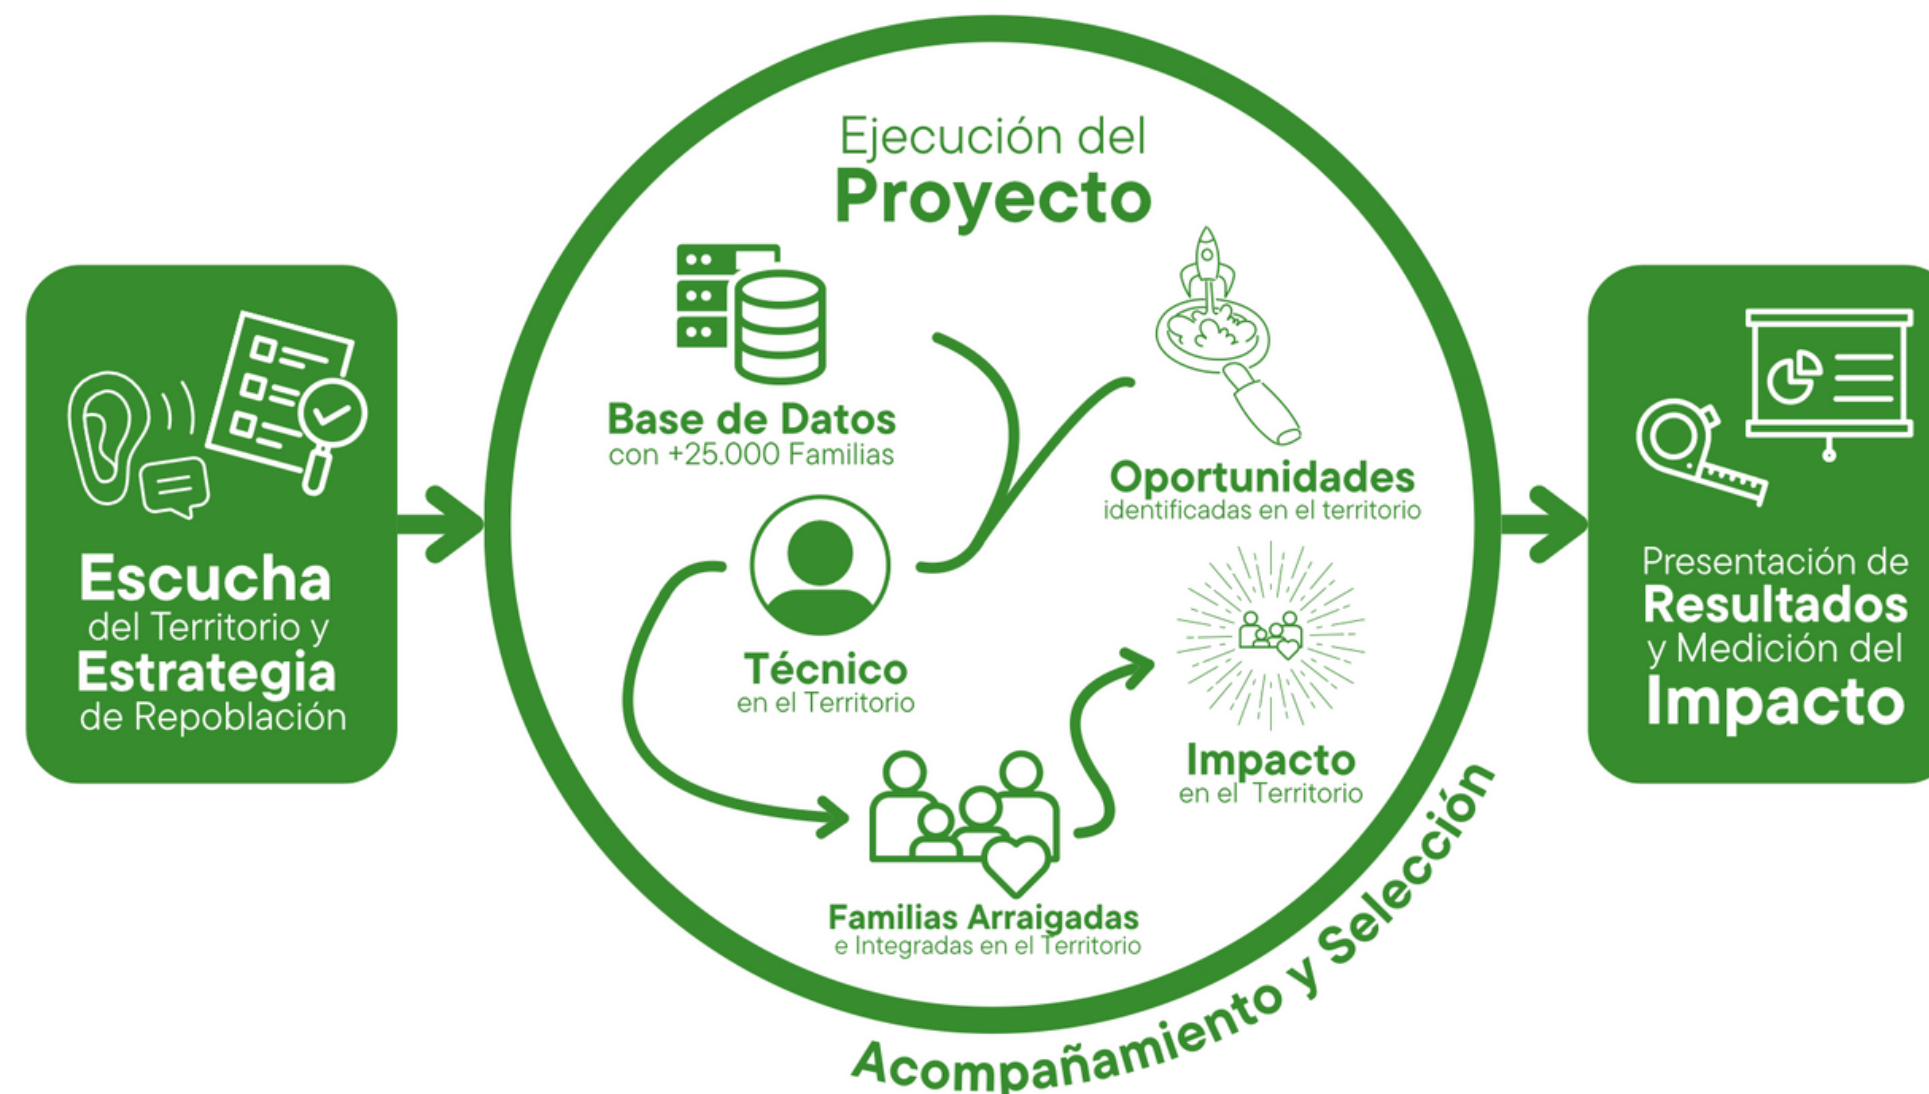 Escucha
del Territorio y
Estrategia
de Repoblación
Ejecución del
Proyecto
Base de Datos
con +25.000 Familias
Oportunidades
identificadas en el territorio
Técnico
en el Territorio
Impacto
en el Territorio
Familias Arraigadas
e Integradas en el Territorio
Acompañamiento y Selección
Presentación de
Resultados
y Medición del
Impacto